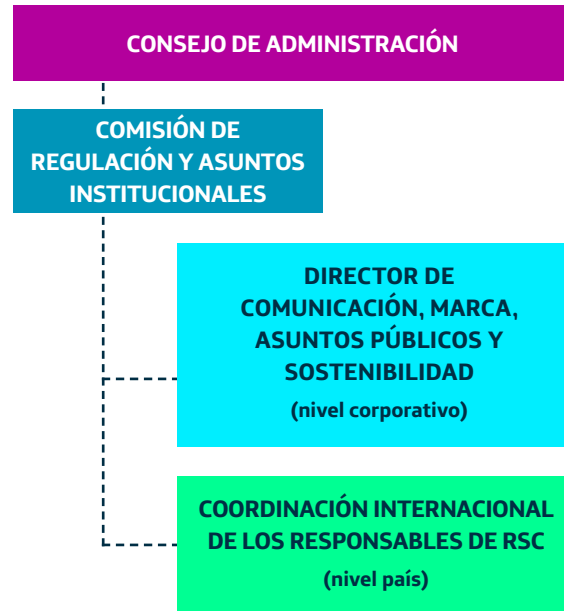 CONSEJO DE ADMINISTRACIÓN
COMISIÓN DE
REGULACIÓN Y ASUNTOS
INSTITUCIONALES
DIRECTOR DE
COMUNICACIÓN, MARCA,
ASUNTOS PÚBLICOS Y
SOSTENIBILIDAD
(nivel corporativo)
COORDINACIÓN INTERNACIONAL
DE LOS RESPONSABLES DE RSC
(nivel país)